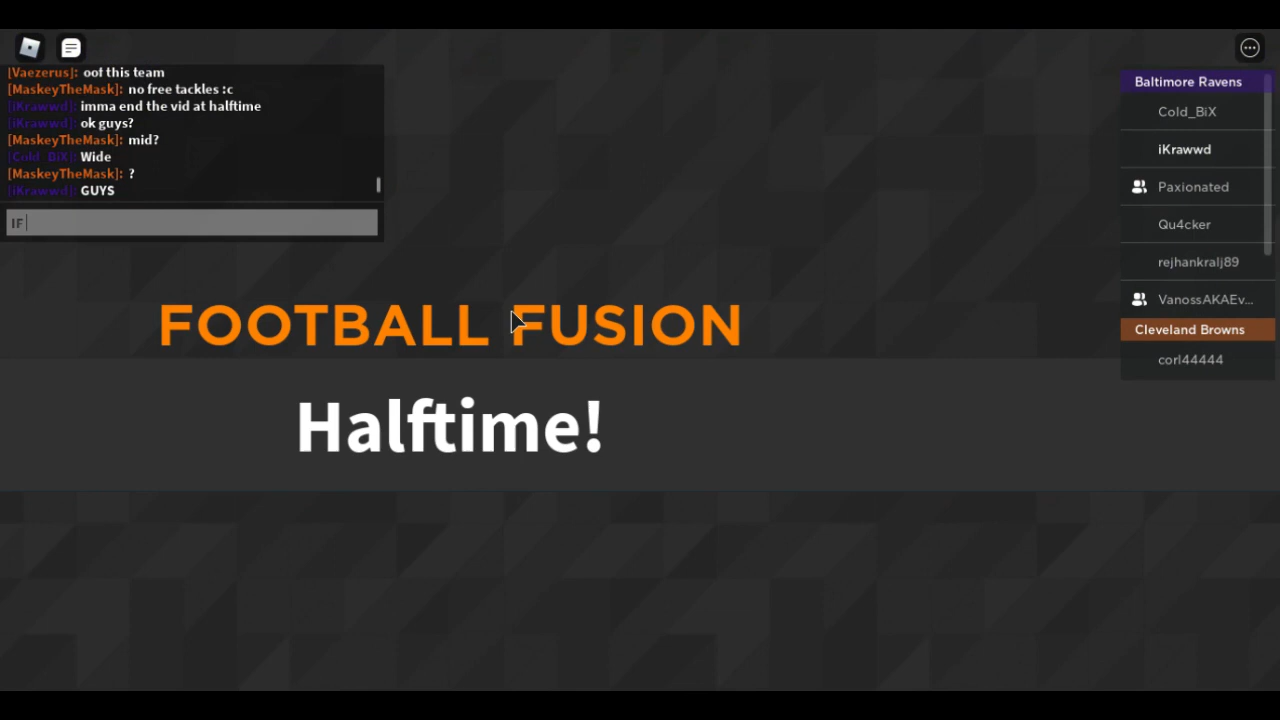 [Vaezerus]: oof this team
[MaskeyTheMask]: no free tackles :c
[iKrawwd]: imma end the vid at halftime
[iKrawwd]: ok guys?
[MaskeyTheMask]: mid?
[Cold_BiX]: Wide
[MaskeyTheMask]: ?
[iKrawwd]: GUYS
IF
FOOTBALL FUSION
Halftime!
Baltimore Ravens
Cold_BiX
iKrawwd
Paxionated
Qu4cker
rejhankralj89
VanossAKAEv...
Cleveland Browns
corl44444